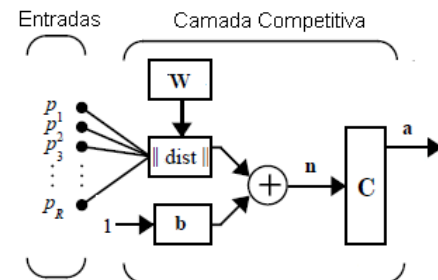 Entradas
Camada Competitiva
W
p1
p2
p3
|| dist ||
a
n
C
pR
1
b